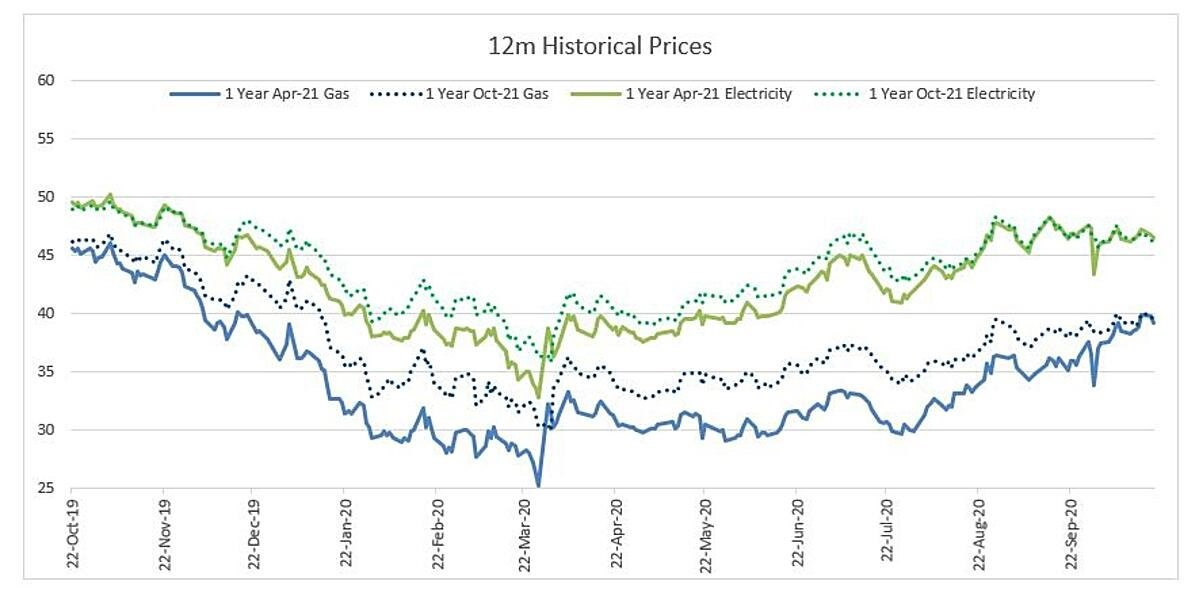 12m Historical Prices
60
1 Year Apr-21 Gas 1 Year Oct-21 Gas 1 Year Apr-21 Electricity 1 Year Oct-21 Electricity
55
50
45
40
35
30
25
22-Oct-19 22-Nov-19 22-Dec-19 22-Jan-20 22-Feb-20 22-Mar-20 22-Apr-20 22-May-20 22-Jun-20 22-Jul-20 22-Aug-20 22-Sep-20